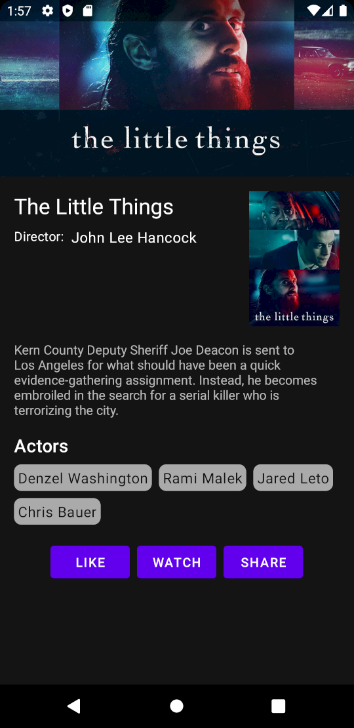 1:57
the little things
The Little Things
Director: John Lee Hancock
the little things
Kern County Deputy Sheriff Joe Deacon is sent to
Los Angeles for what should have been a quick
evidence-gathering assignment. Instead, he becomes
embroiled in the search for a serial killer who is
terrorizing the city.
Actors
Denzel Washington Rami Malek Jared Leto
Chris Bauer
LIKE WATCH SHARE